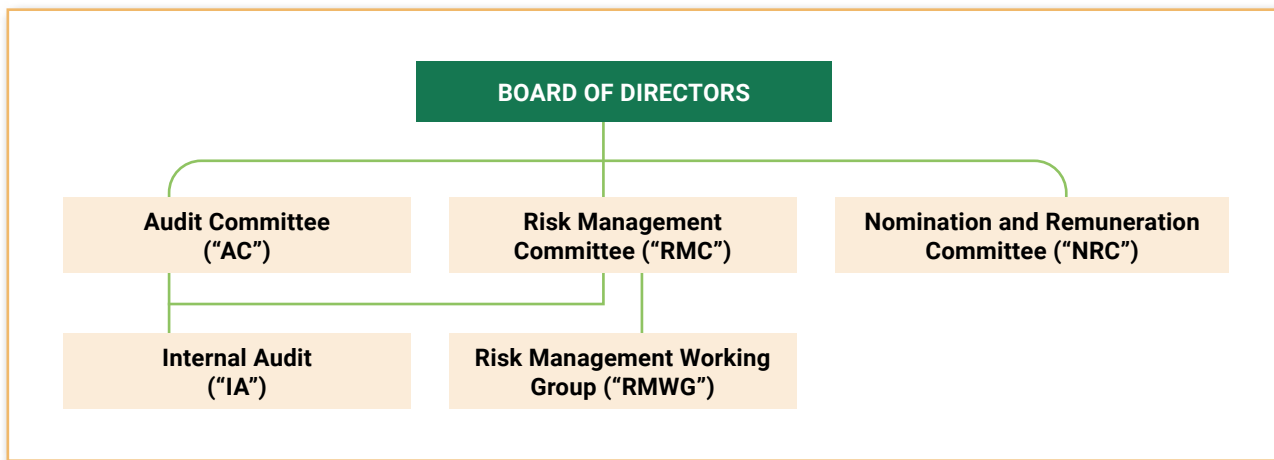 BOARD OF DIRECTORS
Audit Committee
(“AC”)
Risk Management
Committee (“RMC”)
Nomination and Remuneration
Committee (“NRC”)
Internal Audit
(“IA”)
Risk Management Working
Group (“RMWG”)